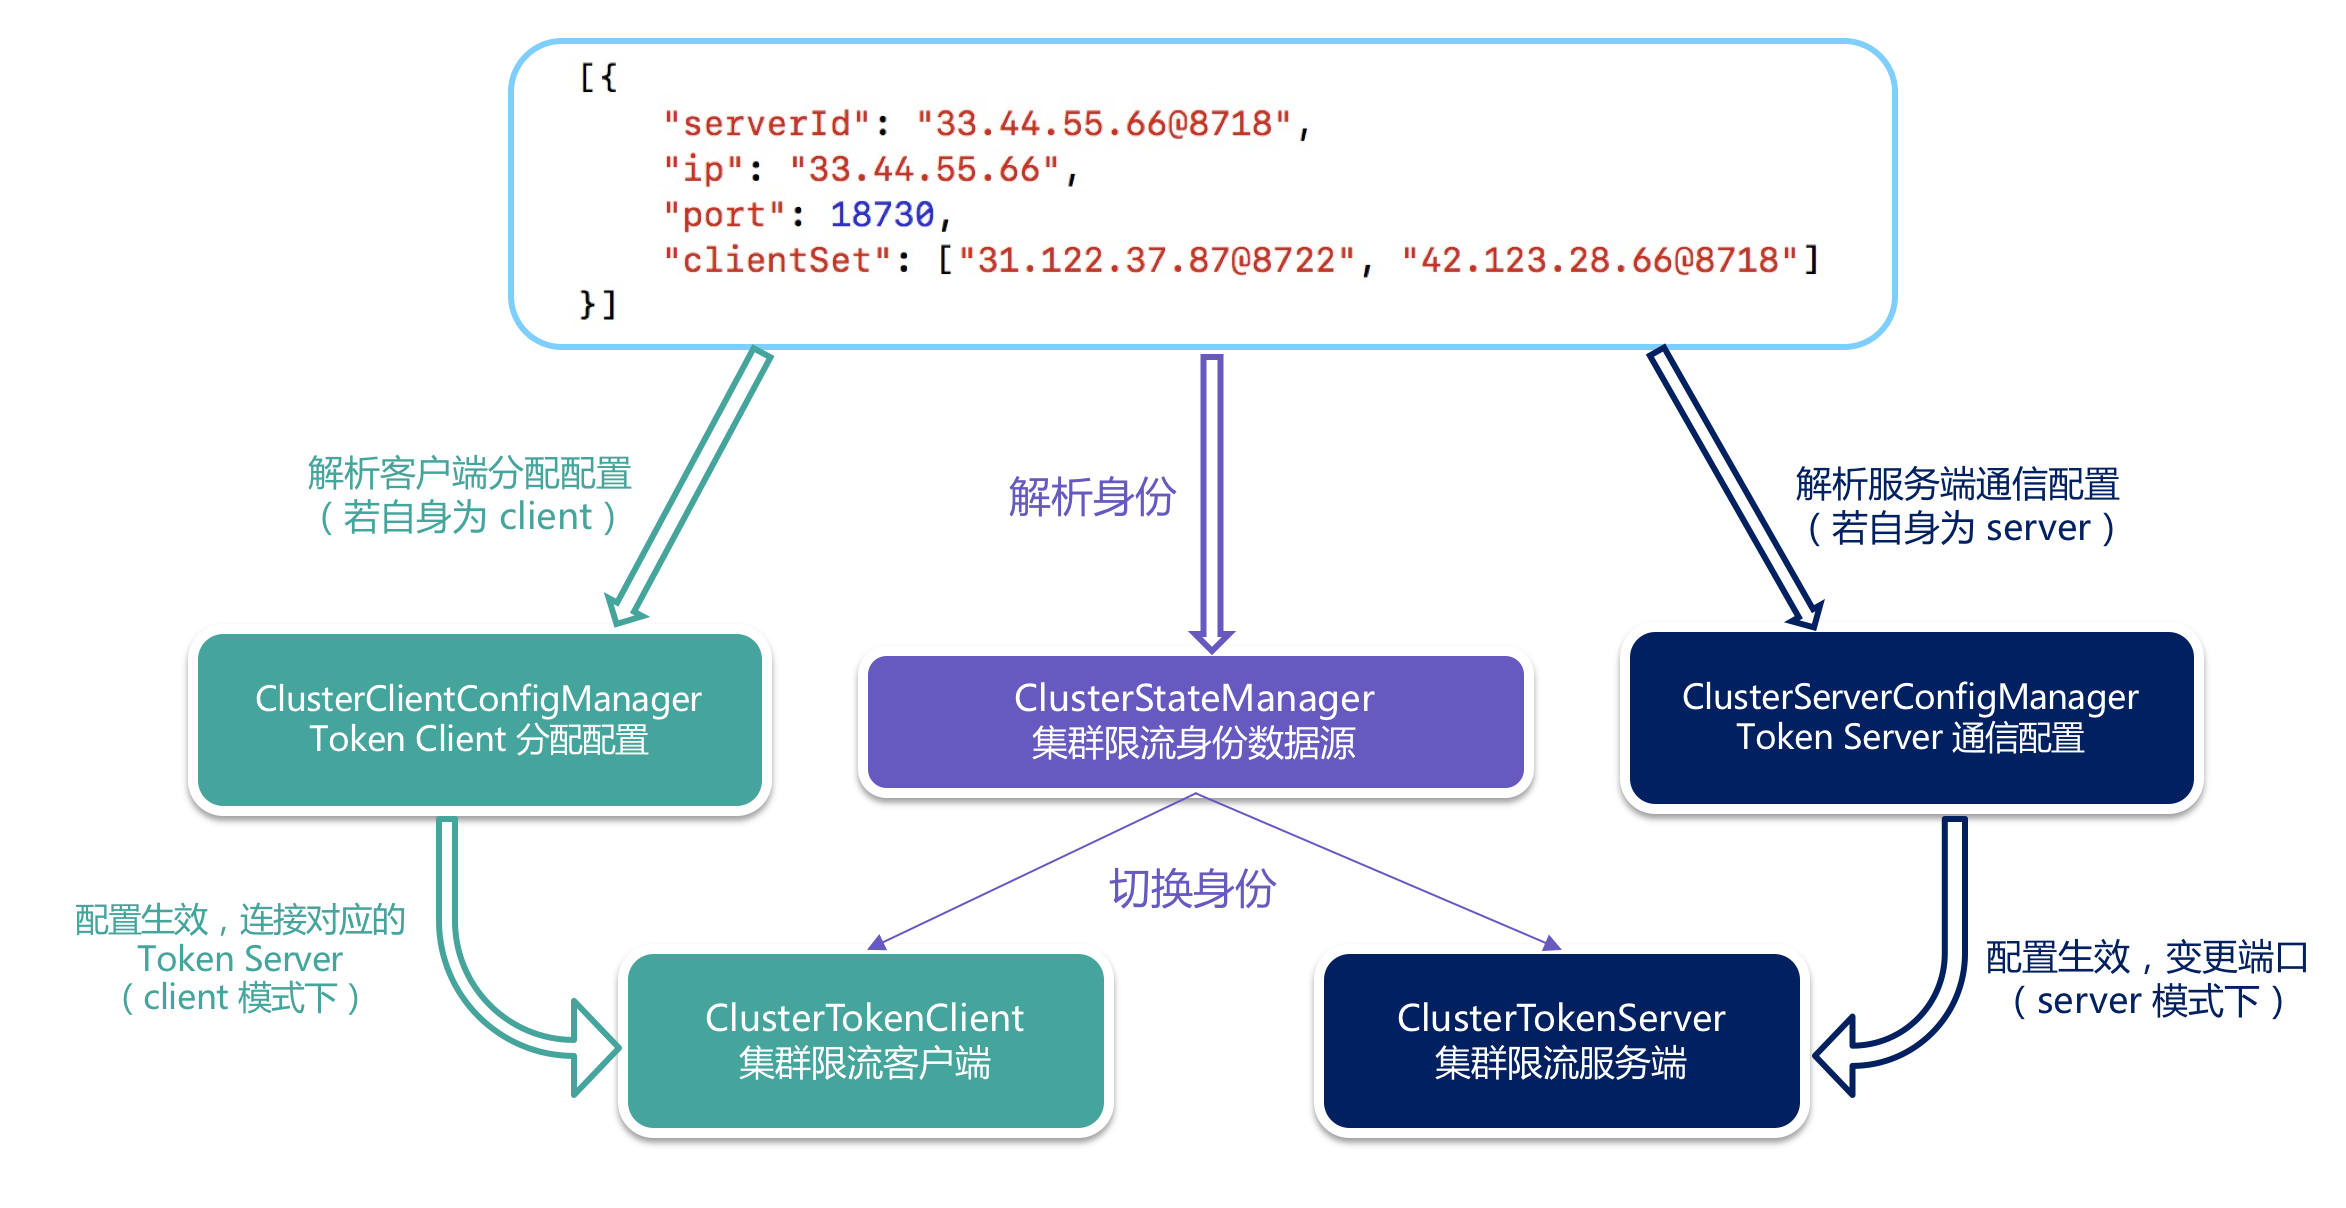 [{
"serverId": "33.44.55.66@8718",
"ip": "33.44.55.66",
"port": 18730,
"clientSet": ["31.122.37.87@8722", "42.123.28.66@8718"]
}]
解析客户端分配配置
（若自身为 client）
解析身份
解析服务端通信配置
（若自身为 server）
ClusterClientConfigManager
Token Client 分配配置
ClusterStateManager
集群限流身份数据源
ClusterServerConfigManager
Token Server 通信配置
配置生效，连接对应的
Token Server
（client 模式下）
切换身份
配置生效，变更端口
（server 模式下）
ClusterTokenClient
集群限流客户端
ClusterTokenServer
集群限流服务端